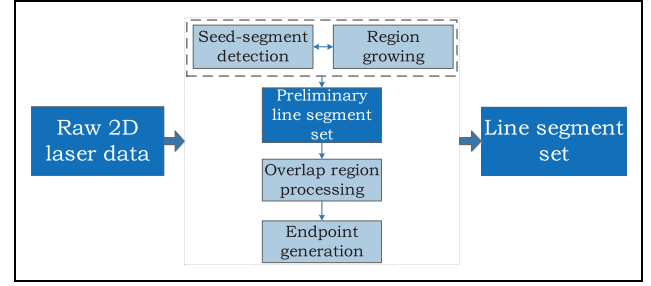 Seed-segment
detection
Region
growing
Raw 2D
laser data
Preliminary
line segment
set
Overlap region
processing
Endpoint
generation
Line segment
set